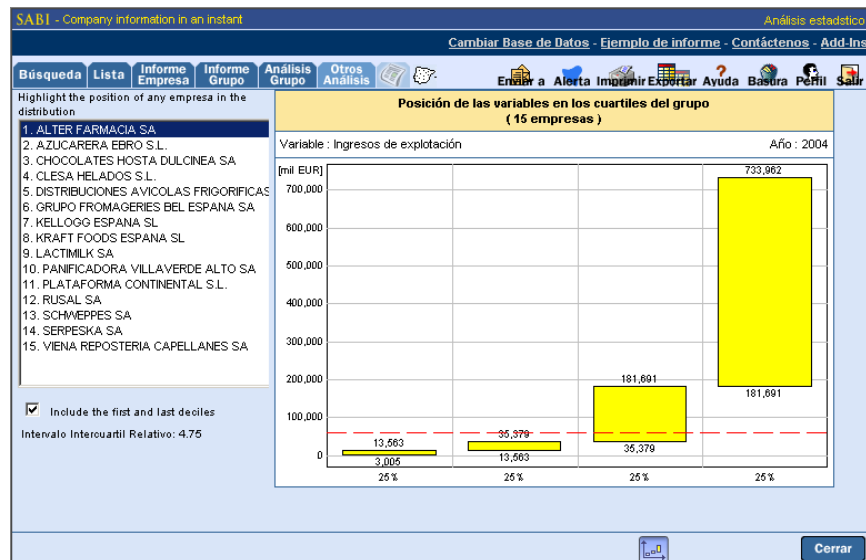 SABI - Company information in an instant
Análisis estadstico
Cambiar Base de Datos - Ejemplo de informe - Contáctenos - Add-Ins
Búsqueda
Lista
Informe
Empresa
Informe
Grupo
Análisis
Grupo
Otros
Análisis
Enviar a
Alerta
Imprimir
Exportar
Ayuda
Basura
Perfil
Salir
Highlight the position of any empresa in the
distribution
1. ALTER FARMACIA SA
2. AZUCARERA EBRO S.L.
3. CHOCOLATES HOSTA DULCINEA SA
4. CLESA HELADOS S.L.
5. DISTRIBUCIONES AVICOLAS FRIGORIFICAS
6. GRUPO FROMAGERIES BEL ESPANA SA
7. KELLOGG ESPANA SL
8. KRAFT FOODS ESPANA SL
9. LACTIMILK SA
10. PANIFICADORA VILLAVERDE ALTO SA
11. PLATAFORMA CONTINENTAL S.L.
12. RUSAL SA
13. SCHWEPPES SA
14. SERPESKA SA
15. VIENA REPOSTERIA CAPELLANES SA
Include the first and last deciles
Intervalo Intercuartil Relativo: 4.75
Posición de las variables en los cuartiles del grupo
( 15 empresas )
Variable : Ingresos de explotación
Año : 2004
[mil EUR]
700,000
600,000
500,000
400,000
300,000
200,000
100,000
0
13,563
3,005
35,379
13,563
181,691
35,379
733,962
181,691
25 %
25 %
25 %
25 %
Cerrar